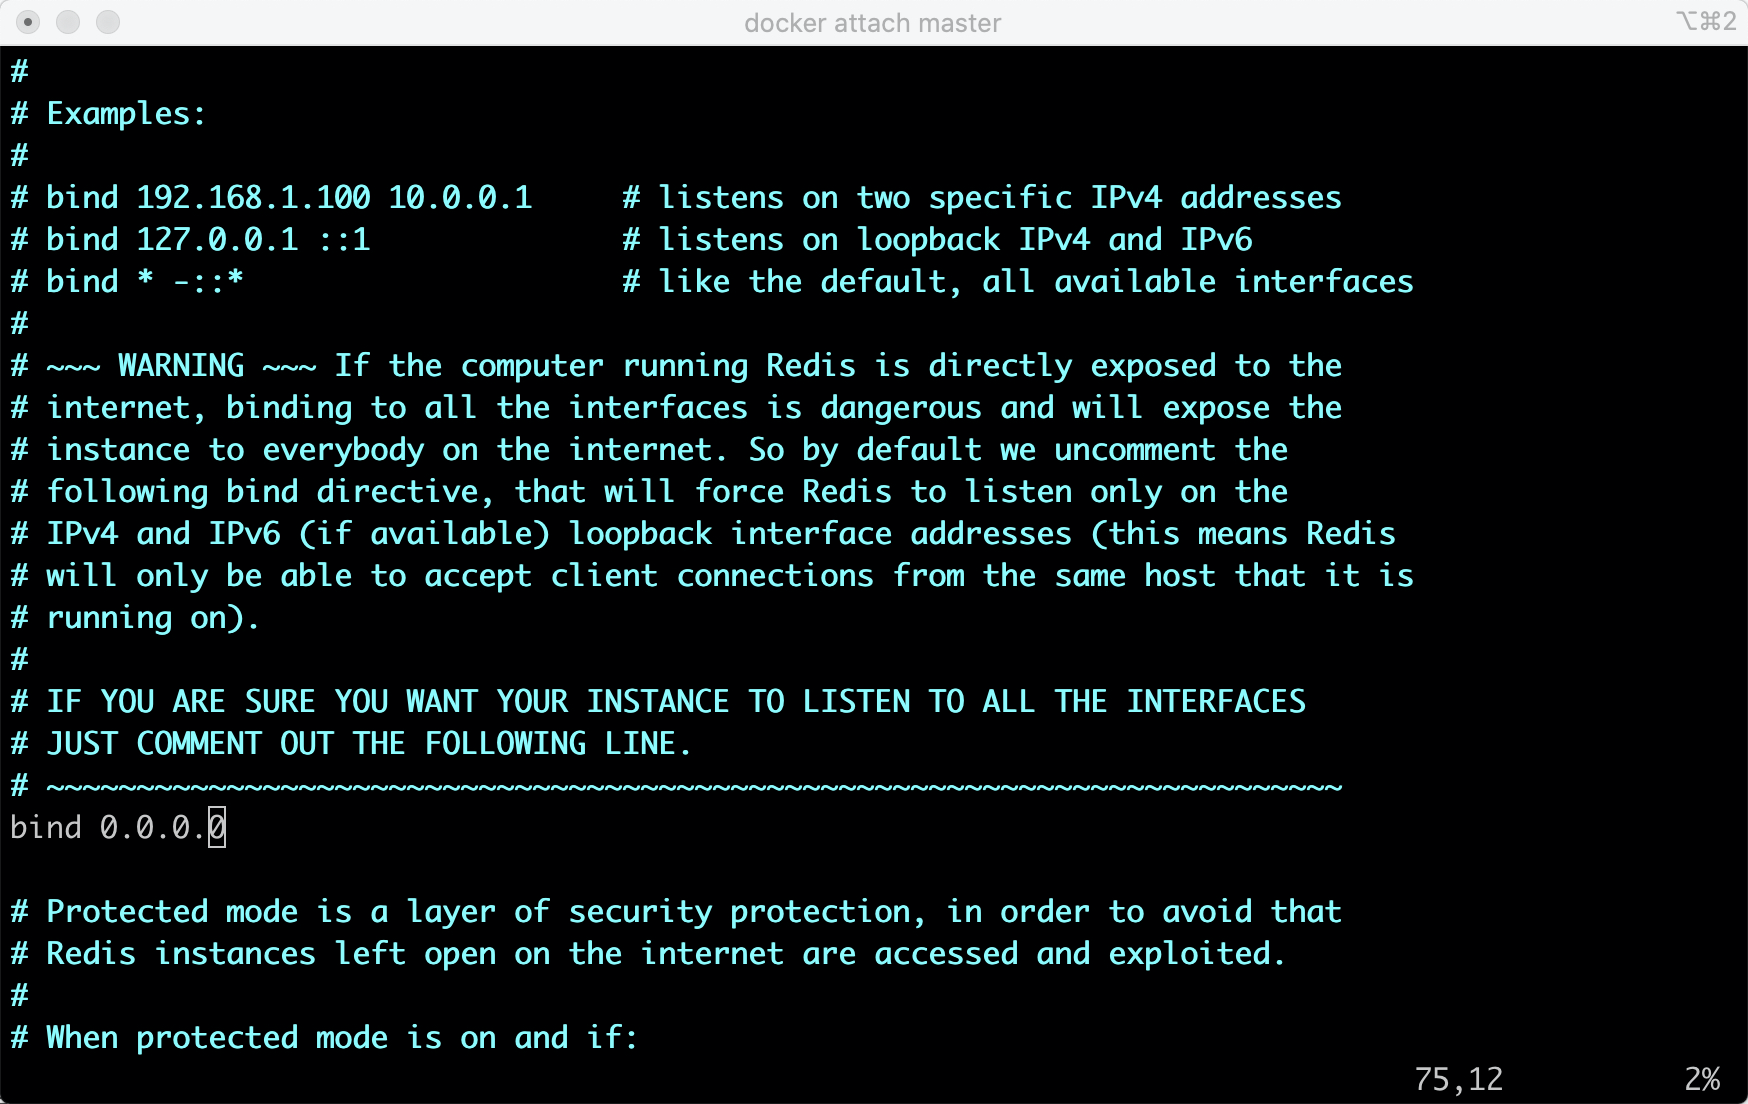 docker attach master ⌥⌘2
#
# Examples:
#
# bind 192.168.1.100 10.0.0.1     # listens on two specific IPv4 addresses
# bind 127.0.0.1 ::1              # listens on loopback IPv4 and IPv6
# bind * -::*                     # like the default, all available interfaces
#
# ~~~ WARNING ~~~ If the computer running Redis is directly exposed to the
# internet, binding to all the interfaces is dangerous and will expose the
# instance to everybody on the internet. So by default we uncomment the
# following bind directive, that will force Redis to listen only on the
# IPv4 and IPv6 (if available) loopback interface addresses (this means Redis
# will only be able to accept client connections from the same host that it is
# running on).
#
# IF YOU ARE SURE YOU WANT YOUR INSTANCE TO LISTEN TO ALL THE INTERFACES
# JUST COMMENT OUT THE FOLLOWING LINE.
# ~~~~~~~~~~~~~~~~~~~~~~~~~~~~~~~~~~~~~~~~~~~~~~~~~~~~~~~~~~~~~~~~~~~~~~~~
bind 0.0.0.0

# Protected mode is a layer of security protection, in order to avoid that
# Redis instances left open on the internet are accessed and exploited.
#
# When protected mode is on and if:
75,12 2%